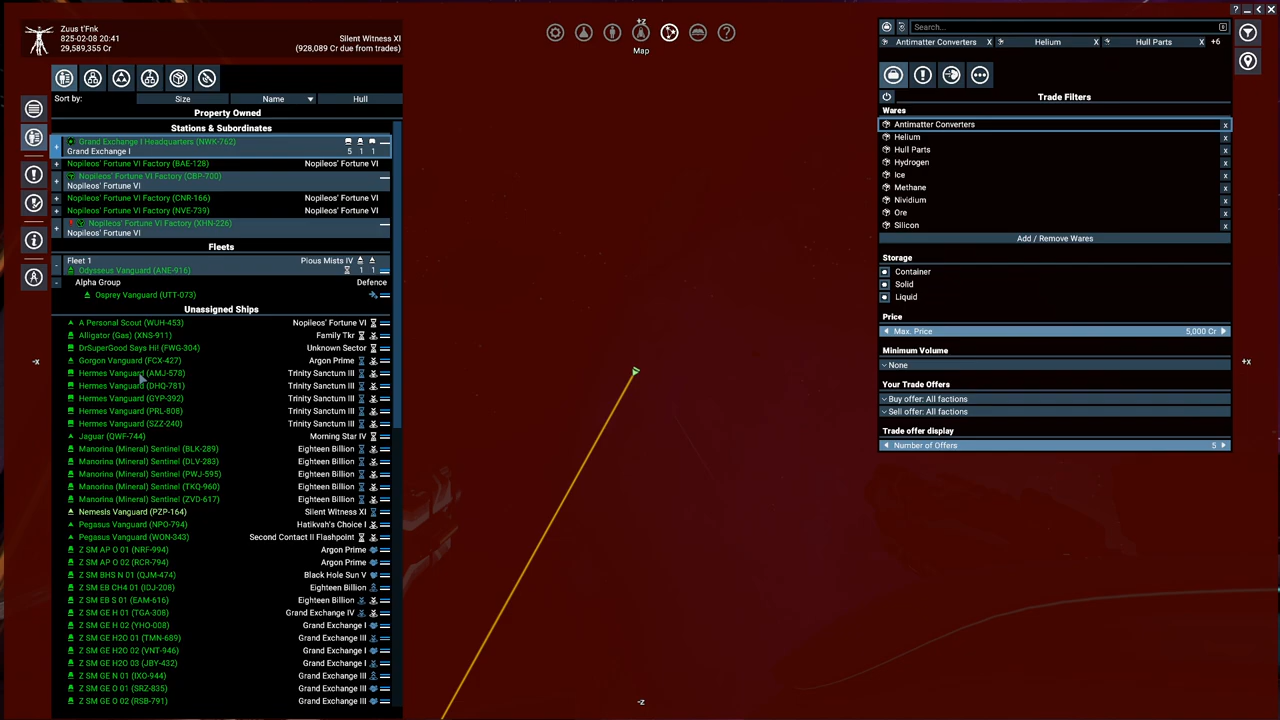 Zuus t'Fnk
825-02-08 20:41
29,589,355 Cr
Silent Witness XI
(928,089 Cr due from trades)
Sort by:
Size
Name
Hull
Property Owned
Stations & Subordinates
Grand Exchange I Headquarters (NWK-762)
Grand Exchange I
5 1 1
Nopileos' Fortune VI Factory (BAE-128) Nopileos' Fortune VI
Nopileos' Fortune VI Factory (CBP-700)
Nopileos' Fortune VI
Nopileos' Fortune VI Factory (CNR-166) Nopileos' Fortune VI
Nopileos' Fortune VI Factory (NVE-739) Nopileos' Fortune VI
Nopileos' Fortune VI Factory (XHN-226)
Nopileos' Fortune VI
Fleets
Fleet 1 Pious Mists IV
Odysseus Vanguard (ANE-916) 1 1
Alpha Group Defence
Osprey Vanguard (UTT-073)
Unassigned Ships
A Personal Scout (WUH-453) Nopileos' Fortune VI
Alligator (Gas) (XNS-911) Family Tkr
DrSuperGood Says Hi! (FWG-304) Unknown Sector
Gorgon Vanguard (FCX-427) Argon Prime
Hermes Vanguard (AMJ-578) Trinity Sanctum III
Hermes Vanguard (DHQ-781) Trinity Sanctum III
Hermes Vanguard (GYP-392) Trinity Sanctum III
Hermes Vanguard (PRL-808) Trinity Sanctum III
Hermes Vanguard (SZZ-240) Trinity Sanctum III
Jaguar (QWF-744) Morning Star IV
Manorina (Mineral) Sentinel (BLK-289) Eighteen Billion
Manorina (Mineral) Sentinel (DLV-283) Eighteen Billion
Manorina (Mineral) Sentinel (PWJ-595) Eighteen Billion
Manorina (Mineral) Sentinel (TKQ-960) Eighteen Billion
Manorina (Mineral) Sentinel (ZVD-617) Eighteen Billion
Nemesis Vanguard (PZP-164) Silent Witness XI
Pegasus Vanguard (NPO-794) Hatikvah's Choice I
Pegasus Vanguard (WON-343) Second Contact II Flashpoint
Z SM AP O 01 (NRF-994) Argon Prime
Z SM AP O 02 (RCR-794) Argon Prime
Z SM BHS N 01 (QJM-474) Black Hole Sun V
Z SM EB CH4 01 (IDJ-208) Eighteen Billion
Z SM EB S 01 (EAM-616) Eighteen Billion
Z SM GE H 01 (TGA-308) Grand Exchange IV
Z SM GE H 02 (YHO-008) Grand Exchange I
Z SM GE H2O 01 (TMN-689) Grand Exchange III
Z SM GE H2O 02 (VNT-946) Grand Exchange I
Z SM GE H2O 03 (JBY-432) Grand Exchange I
Z SM GE N 01 (IXO-944) Grand Exchange III
Z SM GE O 01 (SRZ-835) Grand Exchange III
Z SM GE O 02 (RSB-791) Grand Exchange III
+z
Map
-x
+x
-z
Search...
Antimatter Converters x
Helium x
Hull Parts x
+6
Trade Filters
Wares
Antimatter Converters x
Helium x
Hull Parts x
Hydrogen x
Ice x
Methane x
Nividium x
Ore x
Silicon x
Add / Remove Wares
Storage
Container
Solid
Liquid
Price
Max. Price 5,000 Cr
Minimum Volume
None
Your Trade Offers
Buy offer: All factions
Sell offer: All factions
Trade offer display
Number of Offers 5